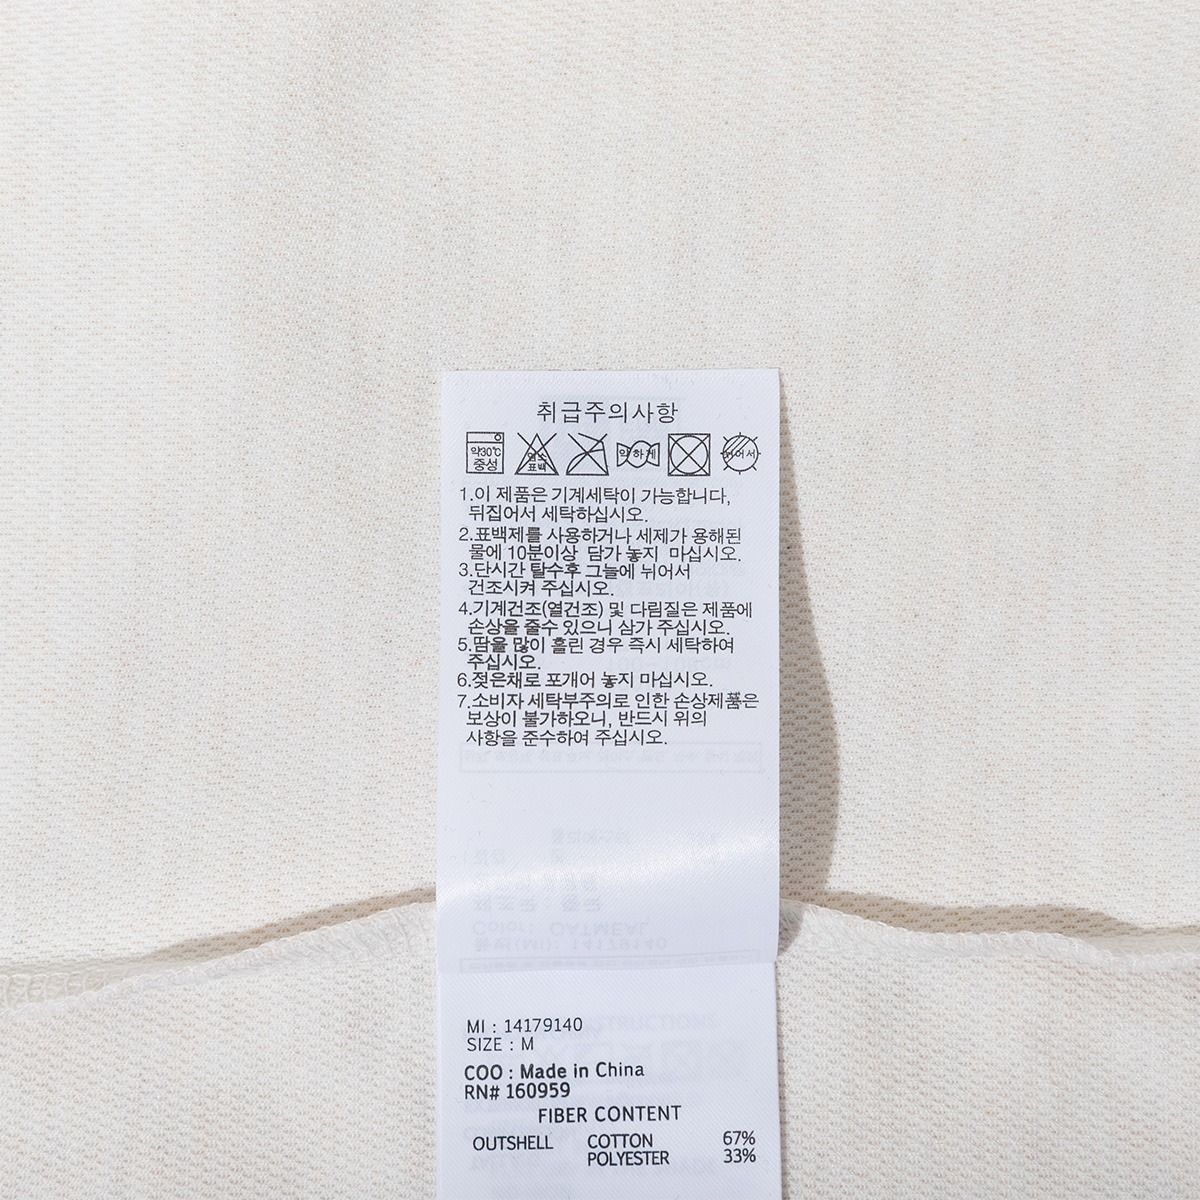 취급주의사항
약30℃ 중성
염소 표백
약하게
뉘어서
1.이 제품은 기계세탁이 가능합니다,
뒤집어서 세탁하십시오.
2.표백제를 사용하거나 세제가 용해된
물에 10분이상 담가 놓지 마십시오.
3.단시간 탈수후 그늘에 뉘어서
건조시켜 주십시오.
4.기계건조(열건조) 및 다림질은 제품에
손상을 줄수 있으니 삼가 주십시오.
5.땀을 많이 흘린 경우 즉시 세탁하여
주십시오.
6.젖은채로 포개어 놓지 마십시오.
7.소비자 세탁부주의로 인한 손상제품은
보상이 불가하오니, 반드시 위의
사항을 준수하여 주십시오.
MI : 14179140
SIZE : M
COO : Made in China
RN# 160959
FIBER CONTENT
OUTSHELL COTTON 67%
POLYESTER 33%